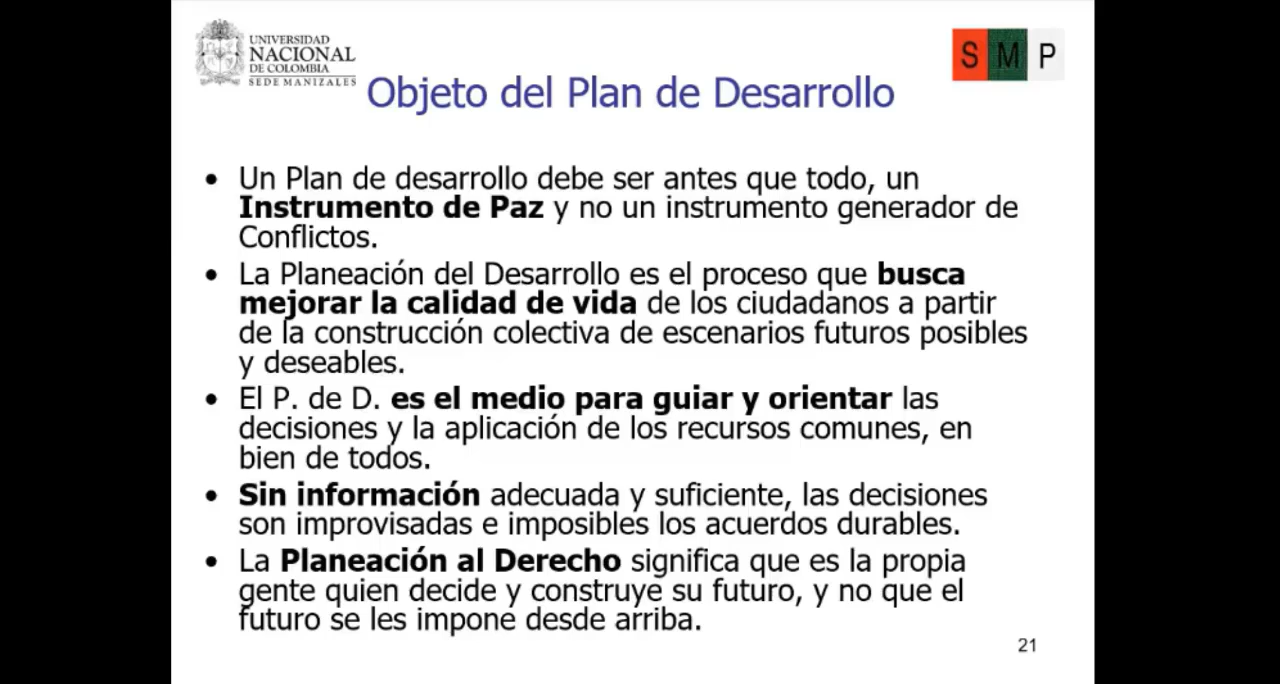 UNIVERSIDAD
NACIONAL
DE COLOMBIA
SEDE MANIZALES
S M P
Objeto del Plan de Desarrollo
• Un Plan de desarrollo debe ser antes que todo, un
Instrumento de Paz y no un instrumento generador de
Conflictos.
• La Planeación del Desarrollo es el proceso que busca
mejorar la calidad de vida de los ciudadanos a partir
de la construcción colectiva de escenarios futuros posibles
y deseables.
• El P. de D. es el medio para guiar y orientar las
decisiones y la aplicación de los recursos comunes, en
bien de todos.
• Sin información adecuada y suficiente, las decisiones
son improvisadas e imposibles los acuerdos durables.
• La Planeación al Derecho significa que es la propia
gente quien decide y construye su futuro, y no que el
futuro se les impone desde arriba.
21